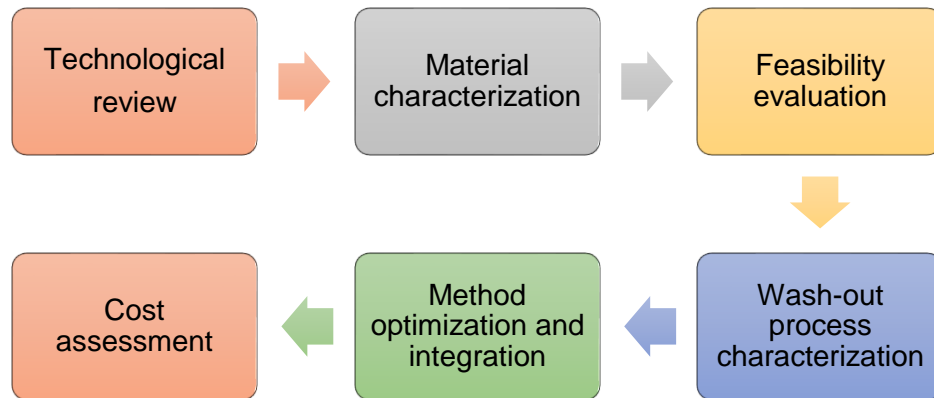 Technological
review
Material
characterization
Feasibility
evaluation
Wash-out
process
characterization
Method
optimization and
integration
Cost
assessment